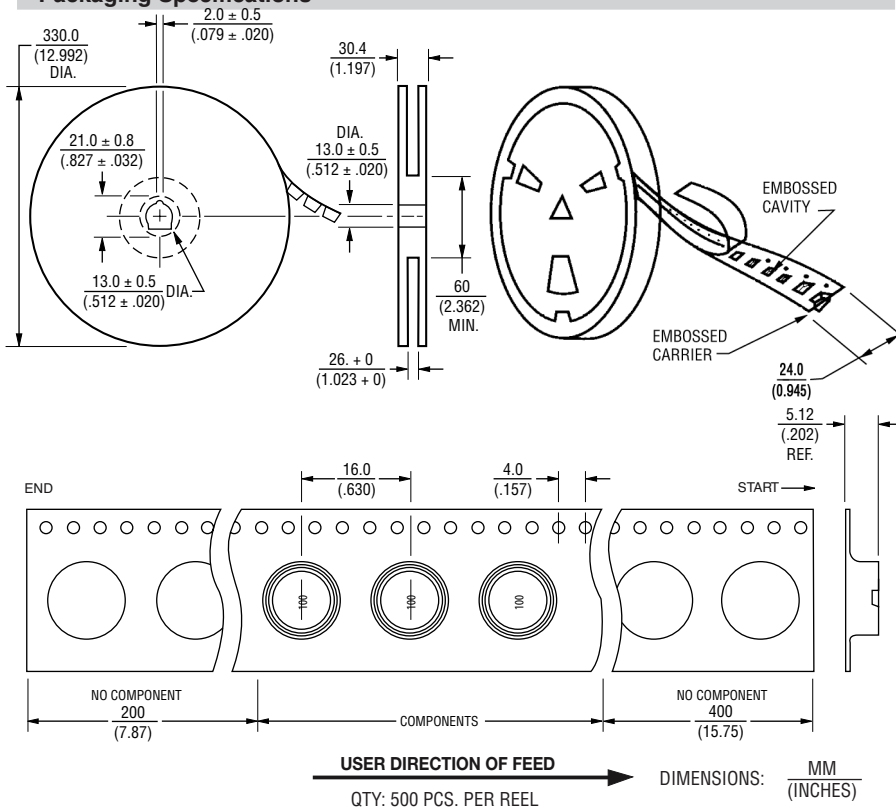 Packaging Specifications
2.0 ± 0.5
(.079 ± .020)
330.0
(12.992)
DIA.
30.4
(1.197)
21.0 ± 0.8
(.827 ± .032)
DIA.
13.0 ± 0.5
(.512 ± .020)
13.0 ± 0.5
(.512 ± .020)
DIA.
60
(2.362)
MIN.
26. + 0
(1.023 + 0)
EMBOSSED
CAVITY
EMBOSSED
CARRIER
24.0
(0.945)
5.12
(.202)
REF.
16.0
(.630)
4.0
(.157)
END
START
100
100
100
NO COMPONENT
200
(7.87)
COMPONENTS
NO COMPONENT
400
(15.75)
USER DIRECTION OF FEED
QTY: 500 PCS. PER REEL
DIMENSIONS:
MM
(INCHES)